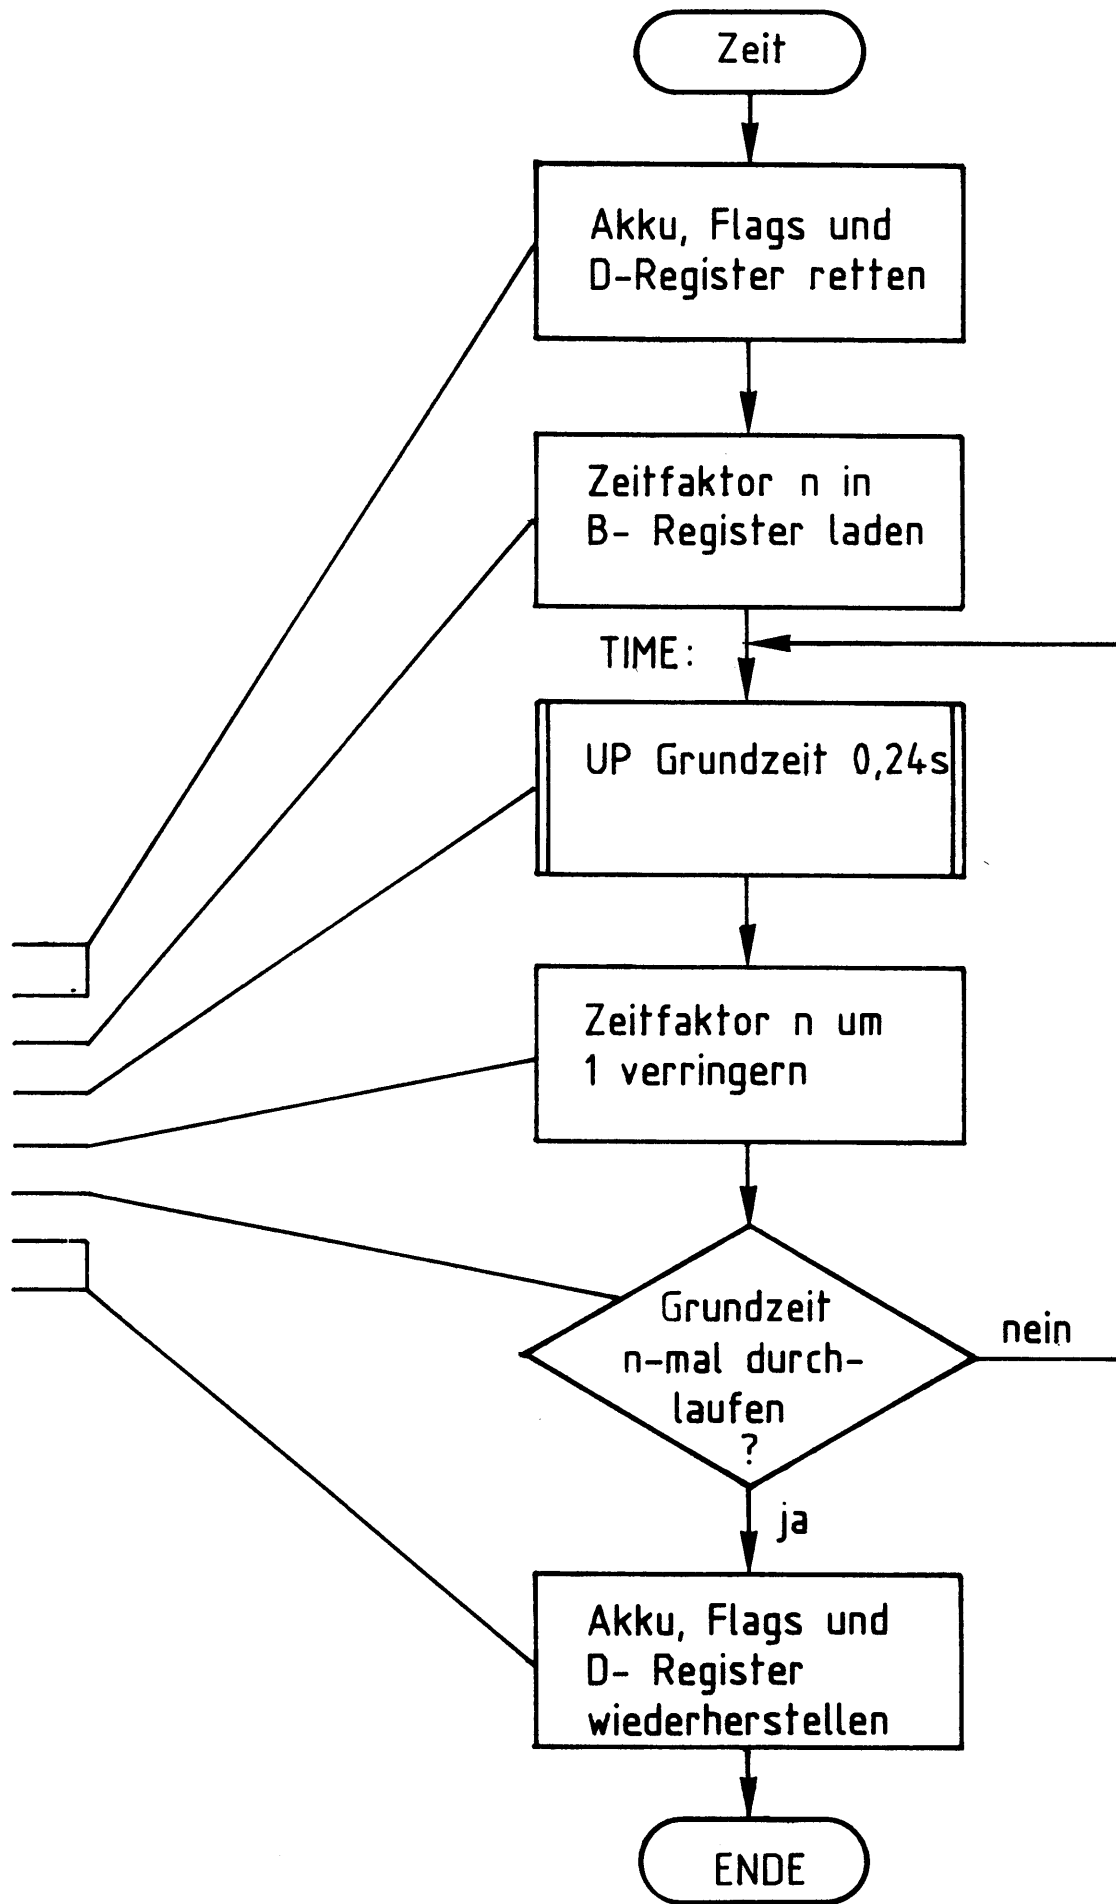 Zeit
Akku, Flags und
D-Register retten
Zeitfaktor n in
B- Register laden
TIME:
UP Grundzeit 0,24s
Zeitfaktor n um
1 verringern
Grundzeit
n-mal durch-
laufen
?
nein
ja
Akku, Flags und
D- Register
wiederherstellen
ENDE